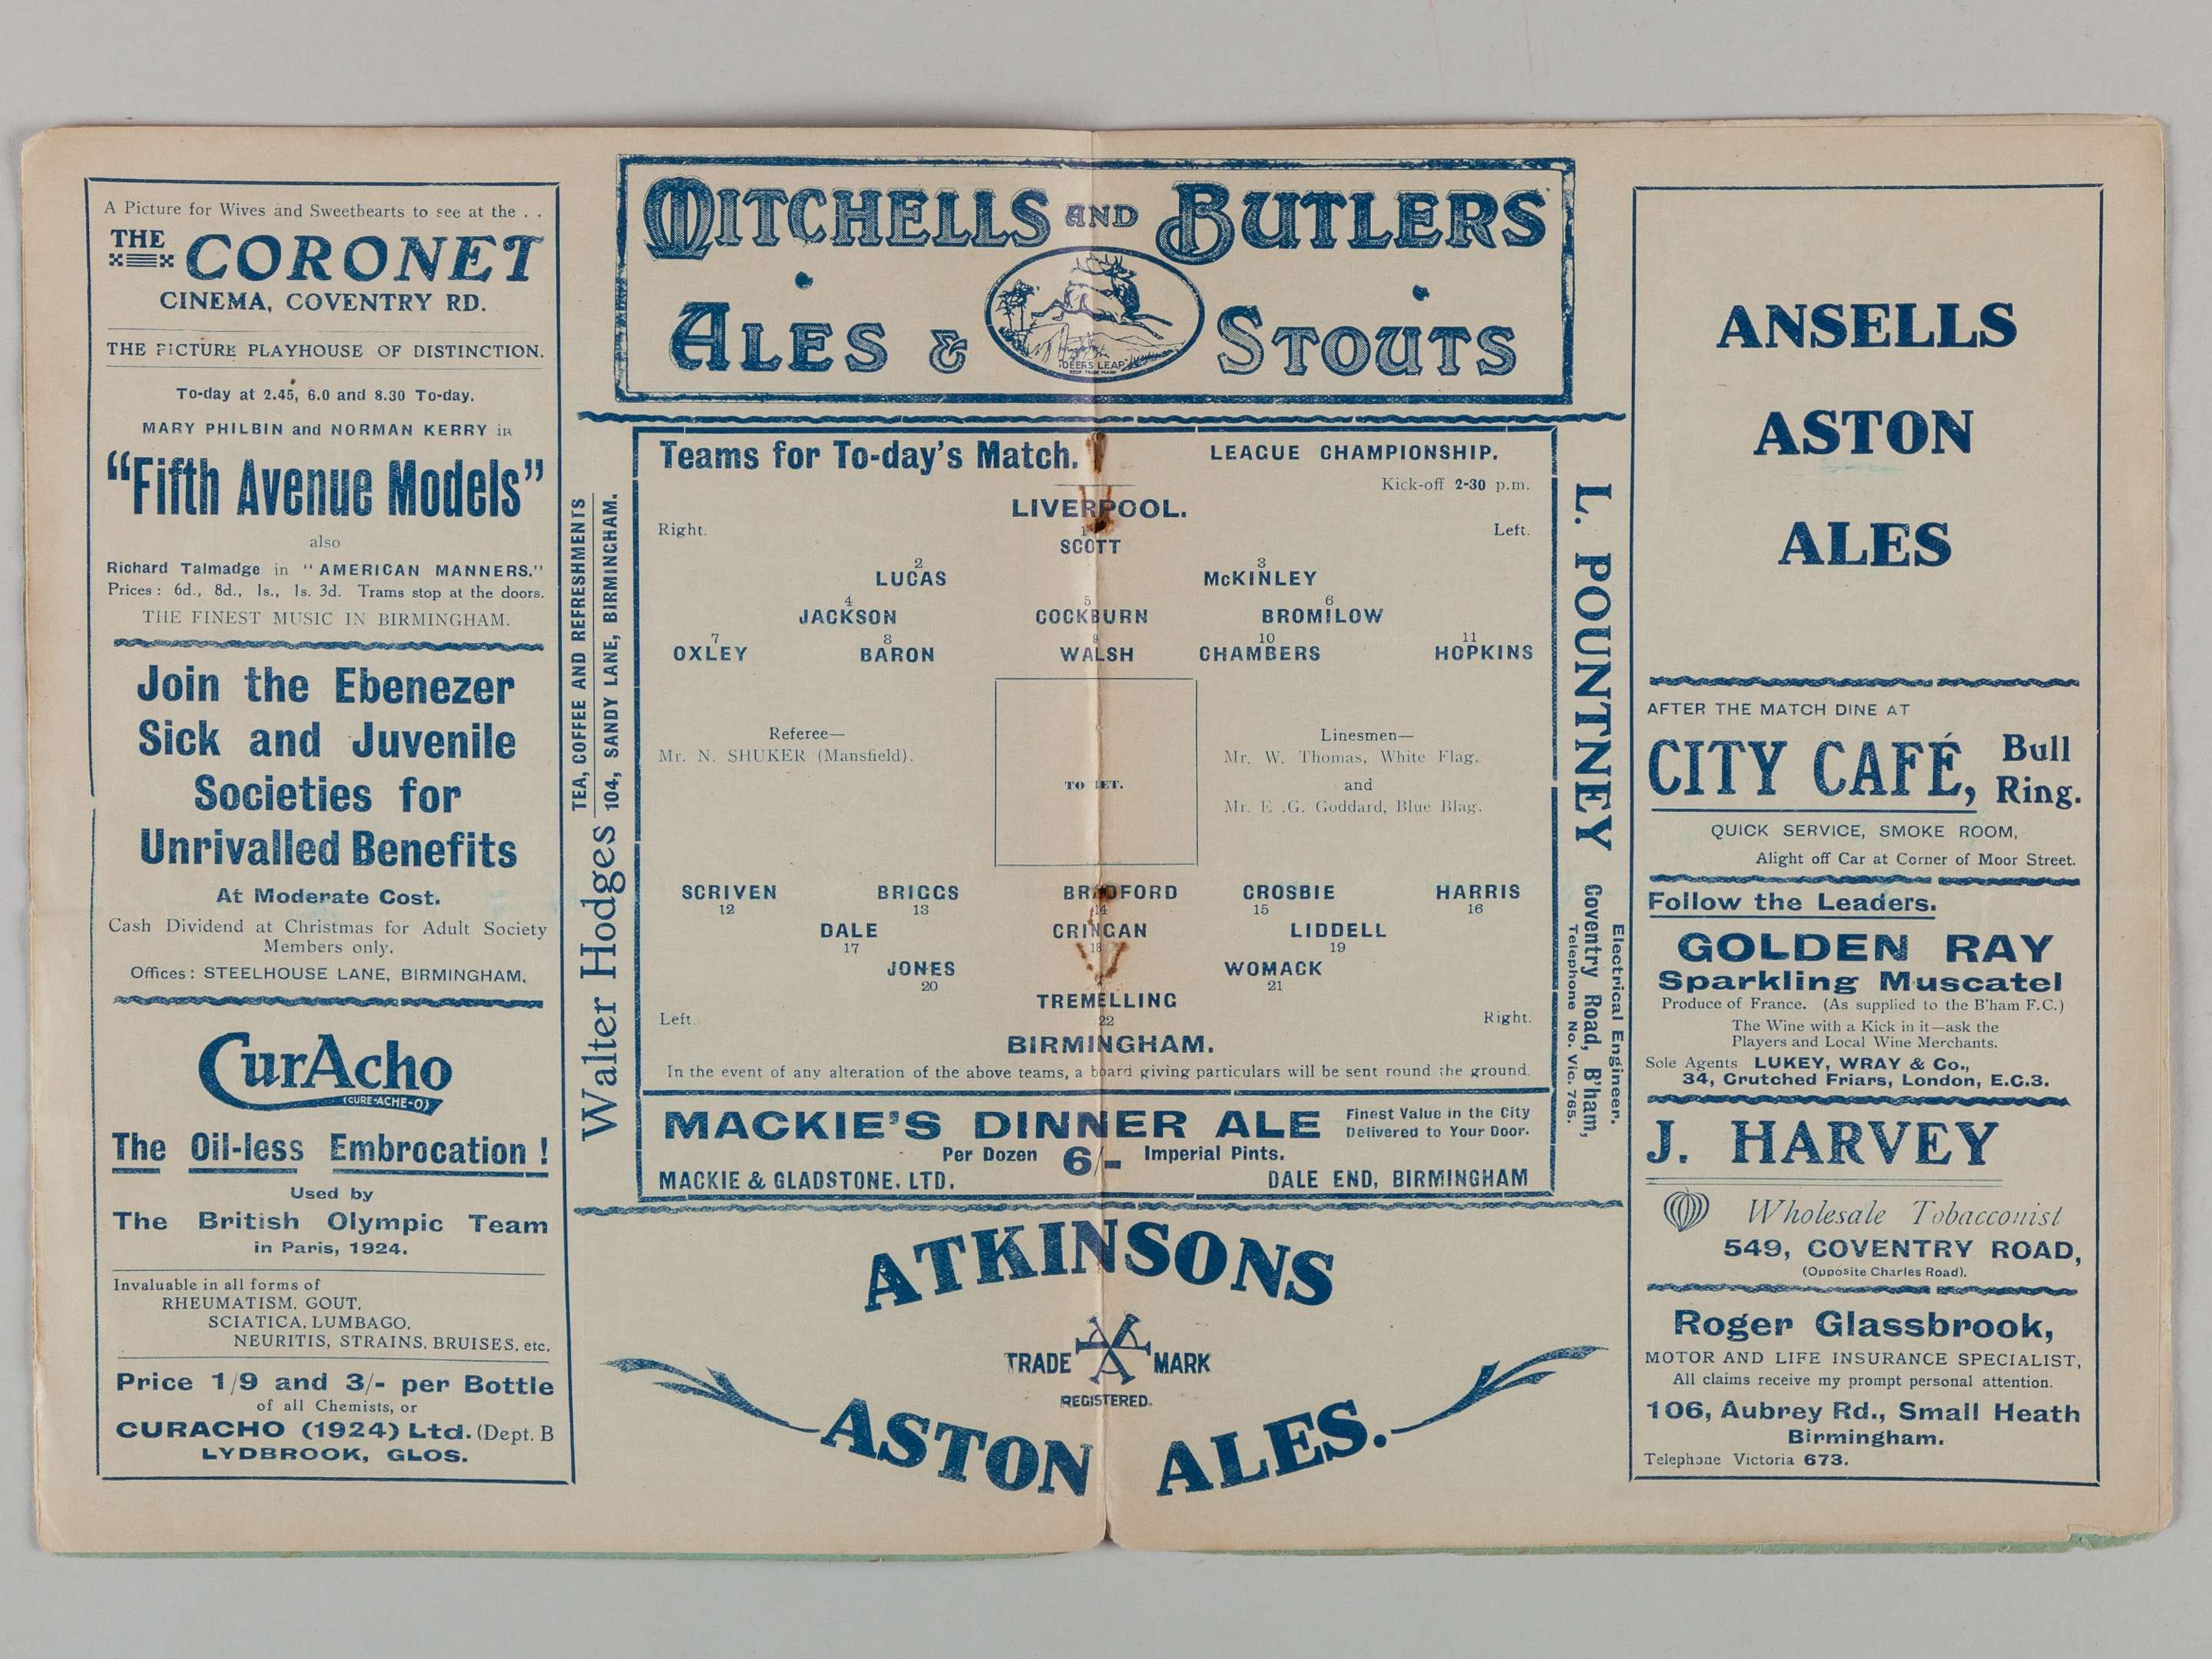 A Picture for Wives and Sweethearts to see at the . .
THE CORONET
CINEMA, COVENTRY RD.
THE PICTURE PLAYHOUSE OF DISTINCTION.
To-day at 2.45, 6.0 and 8.30 To-day.
MARY PHILBIN and NORMAN KERRY in
"Fifth Avenue Models"
also
Richard Talmadge in "AMERICAN MANNERS."
Prices: 6d., 8d., 1s., 1s. 3d. Trams stop at the doors.
THE FINEST MUSIC IN BIRMINGHAM.
Join the Ebenezer
Sick and Juvenile
Societies for
Unrivalled Benefits
At Moderate Cost.
Cash Dividend at Christmas for Adult Society
Members only.
Offices: STEELHOUSE LANE, BIRMINGHAM.
CurAcho
(CURE-ACHE-O)
The Oil-less Embrocation!
Used by
The British Olympic Team
in Paris, 1924.
Invaluable in all forms of
RHEUMATISM, GOUT,
SCIATICA, LUMBAGO,
NEURITIS, STRAINS, BRUISES, etc.
Price 1/9 and 3/- per Bottle
of all Chemists, or
CURACHO (1924) Ltd. (Dept. B
LYDBROOK, GLOS.
Walter Hodges
TEA, COFFEE AND REFRESHMENTS
104, SANDY LANE, BIRMINGHAM.
MITCHELLS AND BUTLERS
ALES & STOUTS
DEERS LEAP
Teams for To-day's Match. LEAGUE CHAMPIONSHIP.
Kick-off 2-30 p.m.
LIVERPOOL.
Right. Left.
1
SCOTT
2 3
LUCAS McKINLEY
4 5 6
JACKSON COCKBURN BROMILOW
7 8 9 10 11
OXLEY BARON WALSH CHAMBERS HOPKINS
Referee—
Mr. N. SHUKER (Mansfield).
TO LET.
Linesmen—
Mr. W. Thomas, White Flag.
and
Mr. E .G. Goddard, Blue Blag.
SCRIVEN BRIGGS BRADFORD CROSBIE HARRIS
12 13 14 15 16
DALE CRINGAN LIDDELL
17 18 19
JONES WOMACK
20 21
TREMELLING
22
Left. Right.
BIRMINGHAM.
In the event of any alteration of the above teams, a board giving particulars will be sent round the ground.
MACKIE'S DINNER ALE Finest Value in the City
Delivered to Your Door.
Per Dozen 6/- Imperial Pints.
MACKIE & GLADSTONE, LTD. DALE END, BIRMINGHAM
ATKINSONS
TRADE MARK
REGISTERED.
ASTON ALES.
L. POUNTNEY
Electrical Engineer.
Coventry Road, B'ham,
Telephone No. Vic. 765.
ANSELLS
ASTON
ALES
AFTER THE MATCH DINE AT
CITY CAFÉ, Bull
Ring.
QUICK SERVICE, SMOKE ROOM,
Alight off Car at Corner of Moor Street.
Follow the Leaders.
GOLDEN RAY
Sparkling Muscatel
Produce of France. (As supplied to the B'ham F.C.)
The Wine with a Kick in it—ask the
Players and Local Wine Merchants.
Sole Agents LUKEY, WRAY & Co.,
34, Crutched Friars, London, E.C.3.
J. HARVEY
Wholesale Tobacconist
549, COVENTRY ROAD,
(Opposite Charles Road).
Roger Glassbrook,
MOTOR AND LIFE INSURANCE SPECIALIST,
All claims receive my prompt personal attention.
106, Aubrey Rd., Small Heath
Birmingham.
Telephone Victoria 673.